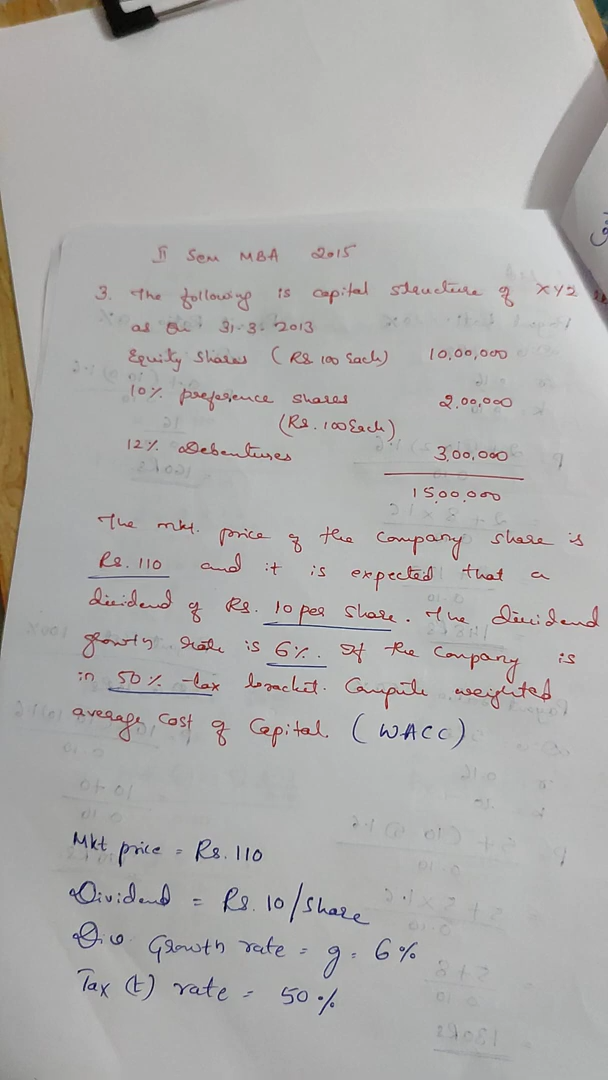 II Sem MBA 2015
3. The following is capital structure of XYZ
as on 31-3-2013
Equity Shares (Rs 100 Each) 10,00,000
10% preference shares 2,00,000
(Rs. 100 Each)
12% Debentures 3,00,000
15,00,000
The mkt. price of the company share is
Rs. 110 and it is expected that a
dividend of Rs. 10 per share. The dividend
growth rate is 6%. If the company is
in 50% tax bracket. Compute weighted
average cost of Capital. (WACC)
Mkt price = Rs. 110
Dividend = Rs. 10/share
Div. Growth rate = g = 6%
Tax (t) rate = 50%